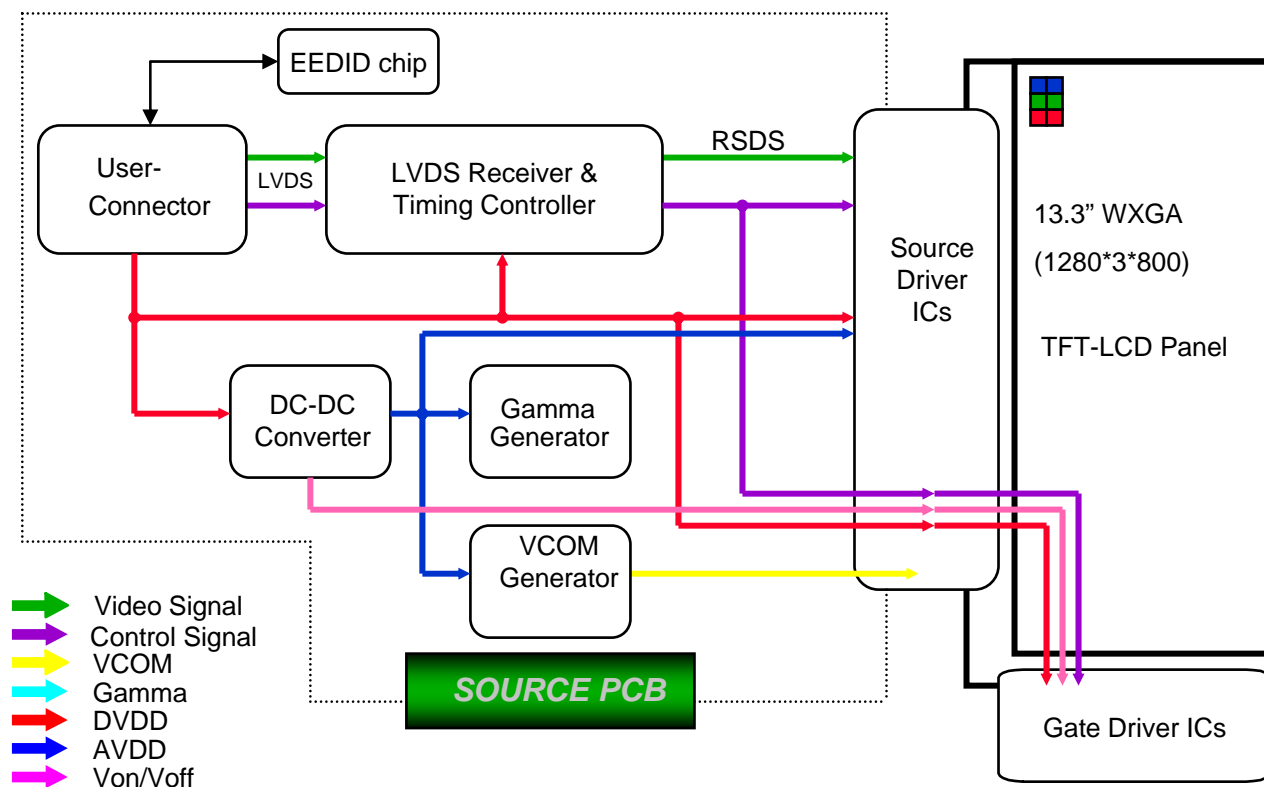 EEDID chip
User-
Connector
LVDS
LVDS Receiver &
Timing Controller
RSDS
Source
Driver
ICs
13.3” WXGA
(1280*3*800)
TFT-LCD Panel
DC-DC
Converter
Gamma
Generator
VCOM
Generator
Video Signal
Control Signal
VCOM
Gamma
DVDD
AVDD
Von/Voff
SOURCE PCB
Gate Driver ICs